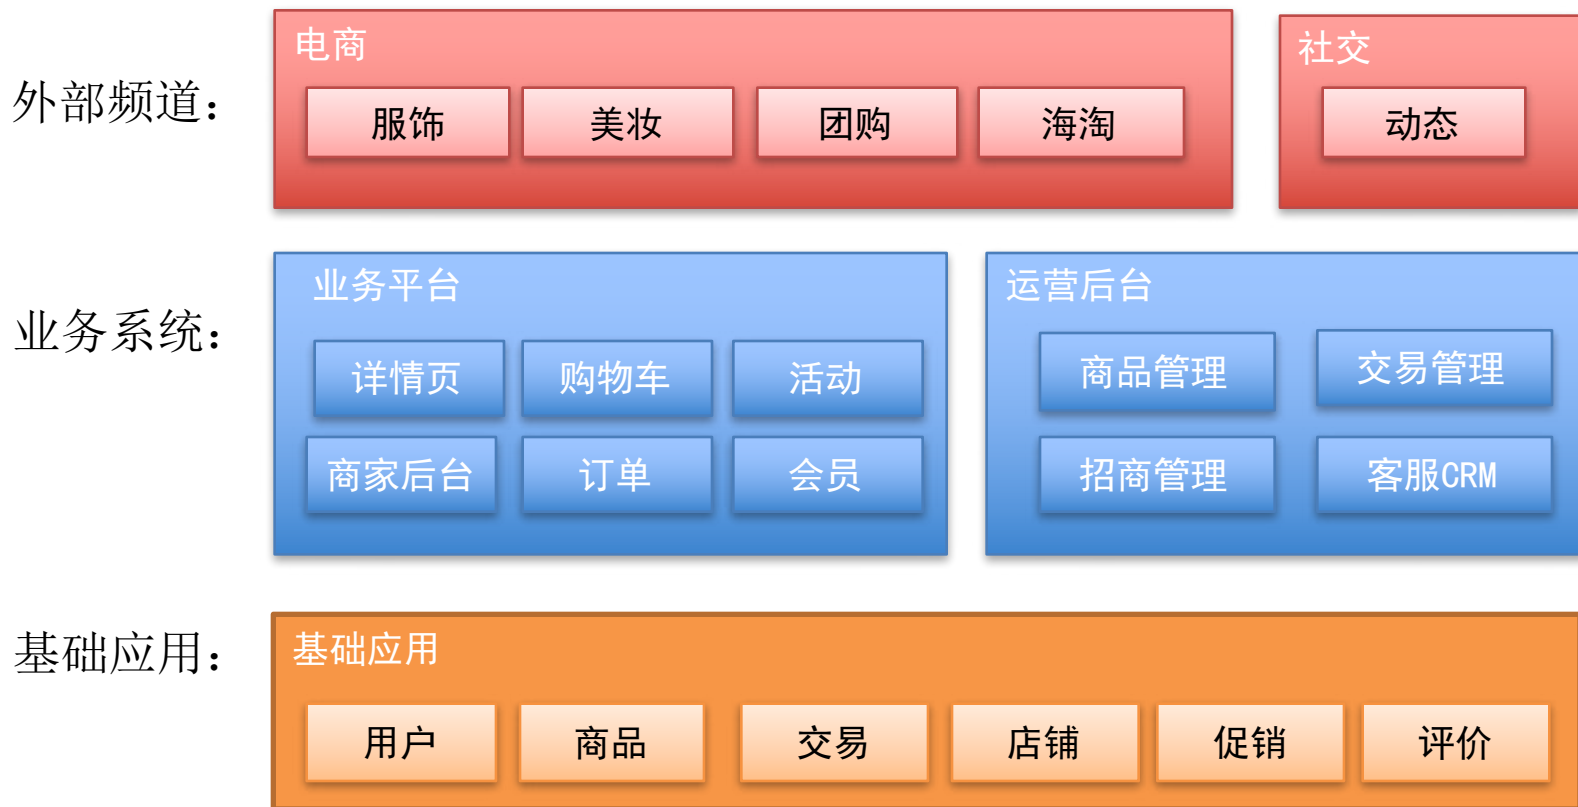 外部频道：
电商
服饰 美妆 团购 海淘
社交
动态
业务系统：
业务平台
详情页 购物车 活动
商家后台 订单 会员
运营后台
商品管理 交易管理
招商管理 客服CRM
基础应用：
基础应用
用户 商品 交易 店铺 促销 评价